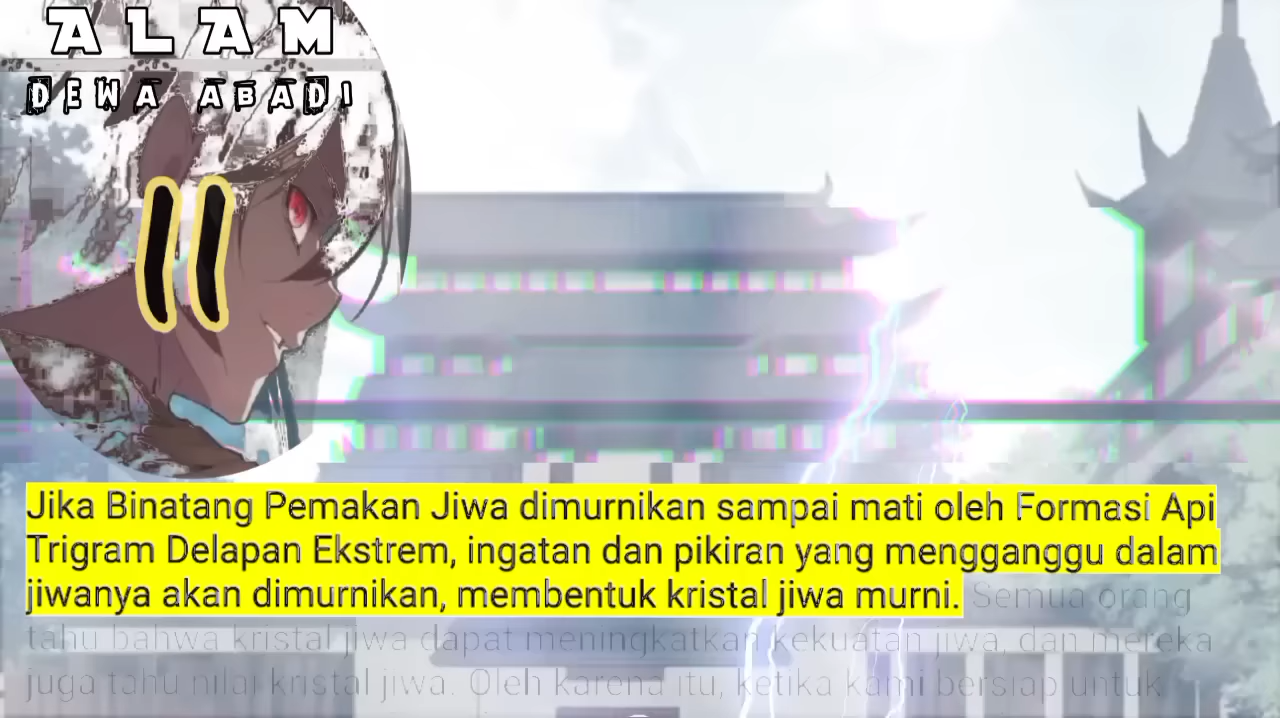 ALAM
DEWA ABADI
Jika Binatang Pemakan Jiwa dimurnikan sampai mati oleh Formasi Api
Trigram Delapan Ekstrem, ingatan dan pikiran yang mengganggu dalam
jiwanya akan dimurnikan, membentuk kristal jiwa murni. Semua orang
tahu bahwa kristal jiwa dapat meningkatkan kekuatan jiwa, dan mereka
juga tahu nilai kristal jiwa. Oleh karena itu, ketika kami bersiap untuk